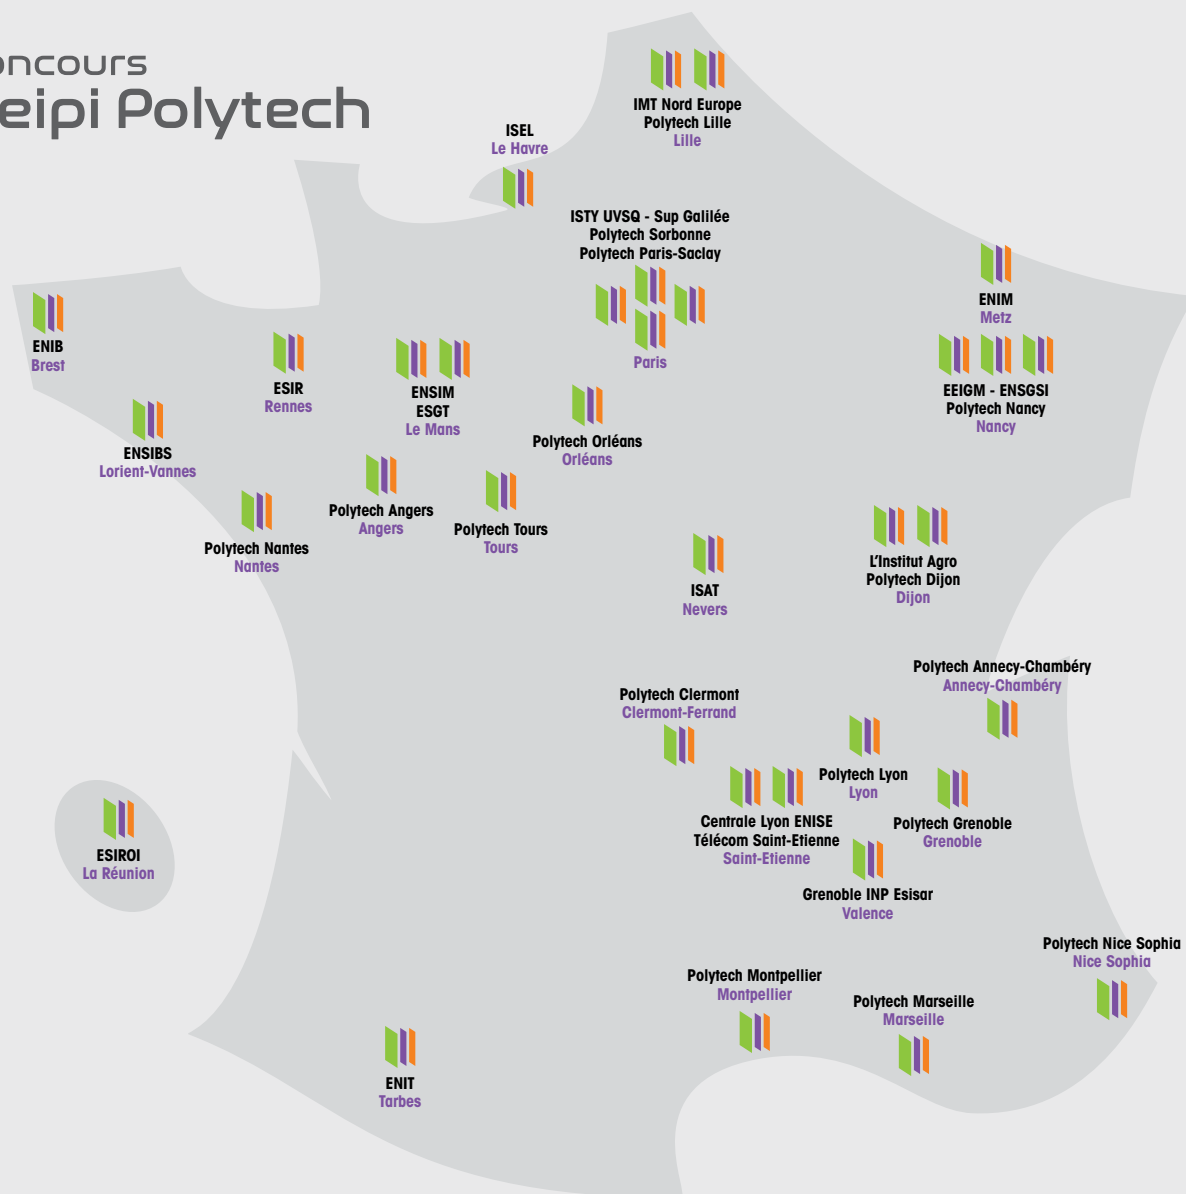 oncours
eipi Polytech
IMT Nord Europe
Polytech Lille
Lille
ISEL
Le Havre
ISTY UVSQ - Sup Galilée
Polytech Sorbonne
Polytech Paris-Saclay
Paris
ENIM
Metz
ENIB
Brest
ESIR
Rennes
ENSIM
ESGT
Le Mans
EEIGM - ENSGSI
Polytech Nancy
Nancy
Polytech Orléans
Orléans
ENSIBS
Lorient-Vannes
Polytech Angers
Angers
Polytech Tours
Tours
Polytech Nantes
Nantes
L'Institut Agro
Polytech Dijon
Dijon
ISAT
Nevers
Polytech Annecy-Chambéry
Annecy-Chambéry
Polytech Clermont
Clermont-Ferrand
Polytech Lyon
Lyon
Centrale Lyon ENISE
Télécom Saint-Etienne
Saint-Etienne
Polytech Grenoble
Grenoble
ESIROI
La Réunion
Grenoble INP Esisar
Valence
Polytech Nice Sophia
Nice Sophia
Polytech Montpellier
Montpellier
Polytech Marseille
Marseille
ENIT
Tarbes